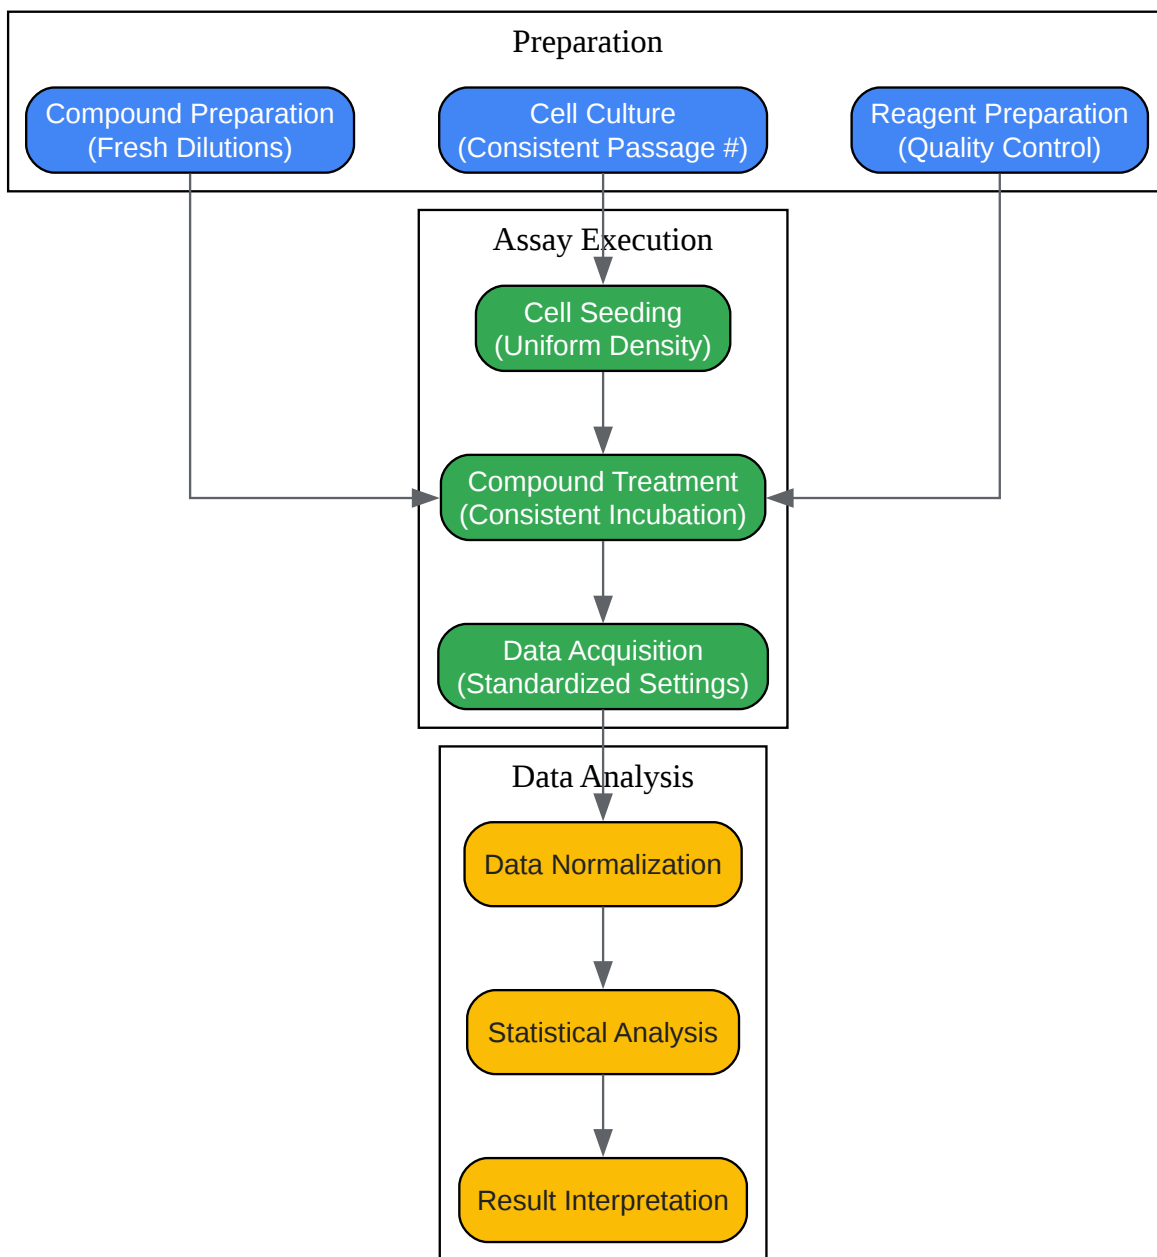 Preparation
Compound Preparation
(Fresh Dilutions)
Cell Culture
(Consistent Passage #)
Reagent Preparation
(Quality Control)
Assay Execution
Cell Seeding
(Uniform Density)
Compound Treatment
(Consistent Incubation)
Data Acquisition
(Standardized Settings)
Data Analysis
Data Normalization
Statistical Analysis
Result Interpretation